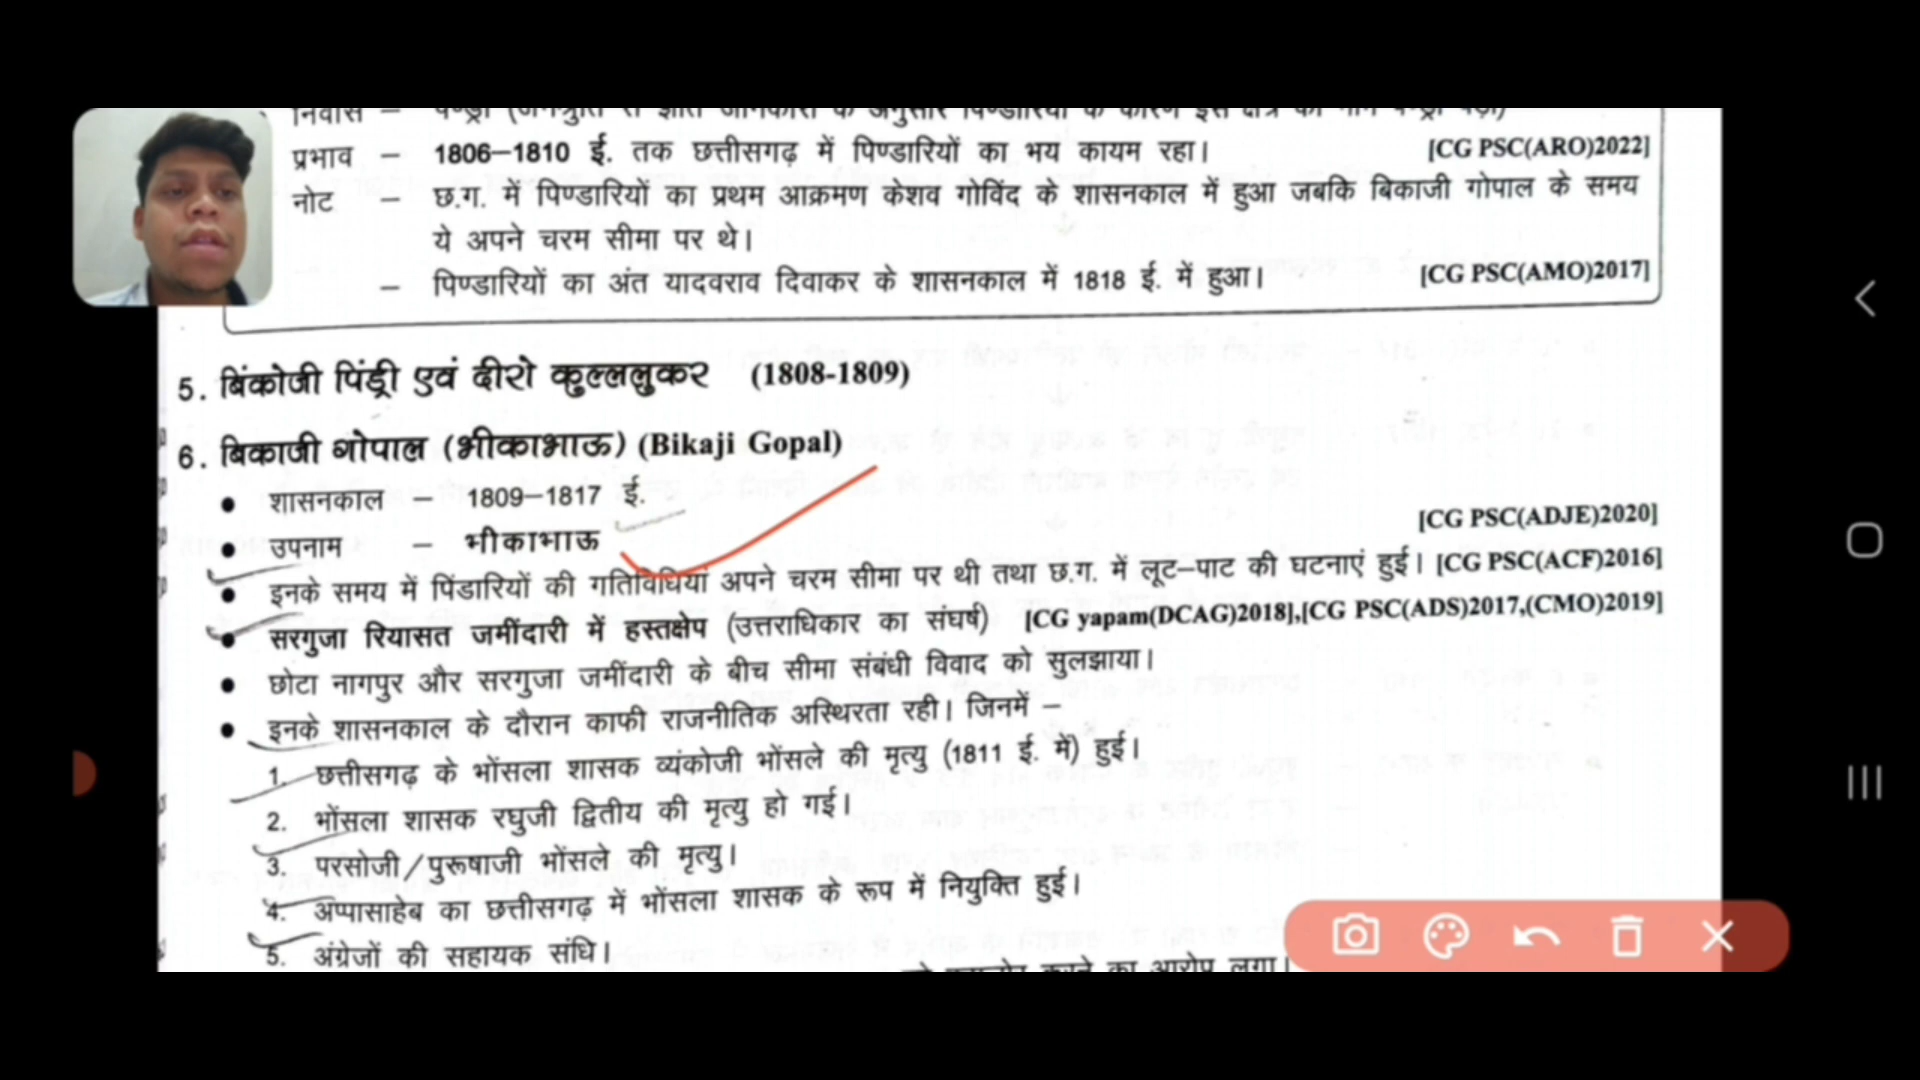 निवास –
प्रभाव – 1806–1810 ई. तक छत्तीसगढ़ में पिण्डारियों का भय कायम रहा। [CG PSC(ARO)2022]
नोट – छ.ग. में पिण्डारियों का प्रथम आक्रमण केशव गोविंद के शासनकाल में हुआ जबकि बिकाजी गोपाल के समय
ये अपने चरम सीमा पर थे।
– पिण्डारियों का अंत यादवराव दिवाकर के शासनकाल में 1818 ई. में हुआ। [CG PSC(AMO)2017]
5. बिंकोजी पिंड्री एवं दीरो कुल्ललुकर (1808-1809)
6. बिकाजी गोपाल (भीकाभाऊ) (Bikaji Gopal)
• शासनकाल – 1809–1817 ई.
• उपनाम – भीकाभाऊ [CG PSC(ADJE)2020]
• इनके समय में पिंडारियों की गतिविधियां अपने चरम सीमा पर थी तथा छ.ग. में लूट–पाट की घटनाएं हुई। [CG PSC(ACF)2016]
• सरगुजा रियासत जमींदारी में हस्तक्षेप (उत्तराधिकार का संघर्ष) [CG yapam(DCAG)2018],[CG PSC(ADS)2017,(CMO)2019]
• छोटा नागपुर और सरगुजा जमींदारी के बीच सीमा संबंधी विवाद को सुलझाया।
• इनके शासनकाल के दौरान काफी राजनीतिक अस्थिरता रही। जिनमें –
1. छत्तीसगढ़ के भोंसला शासक व्यंकोजी भोंसले की मृत्यु (1811 ई. में) हुई।
2. भोंसला शासक रघुजी द्वितीय की मृत्यु हो गई।
3. परसोजी/पुरूषाजी भोंसले की मृत्यु।
4. अप्पासाहेब का छत्तीसगढ़ में भोंसला शासक के रूप में नियुक्ति हुई।
5. अंग्रेजों की सहायक संधि।
करने का आरोप लगा।